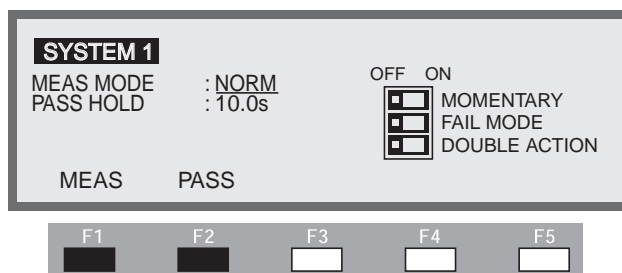 SYSTEM 1
MEAS MODE : NORM
PASS HOLD : 10.0s
OFF ON
MOMENTARY
FAIL MODE
DOUBLE ACTION
MEAS PASS
F1 F2 F3 F4 F5